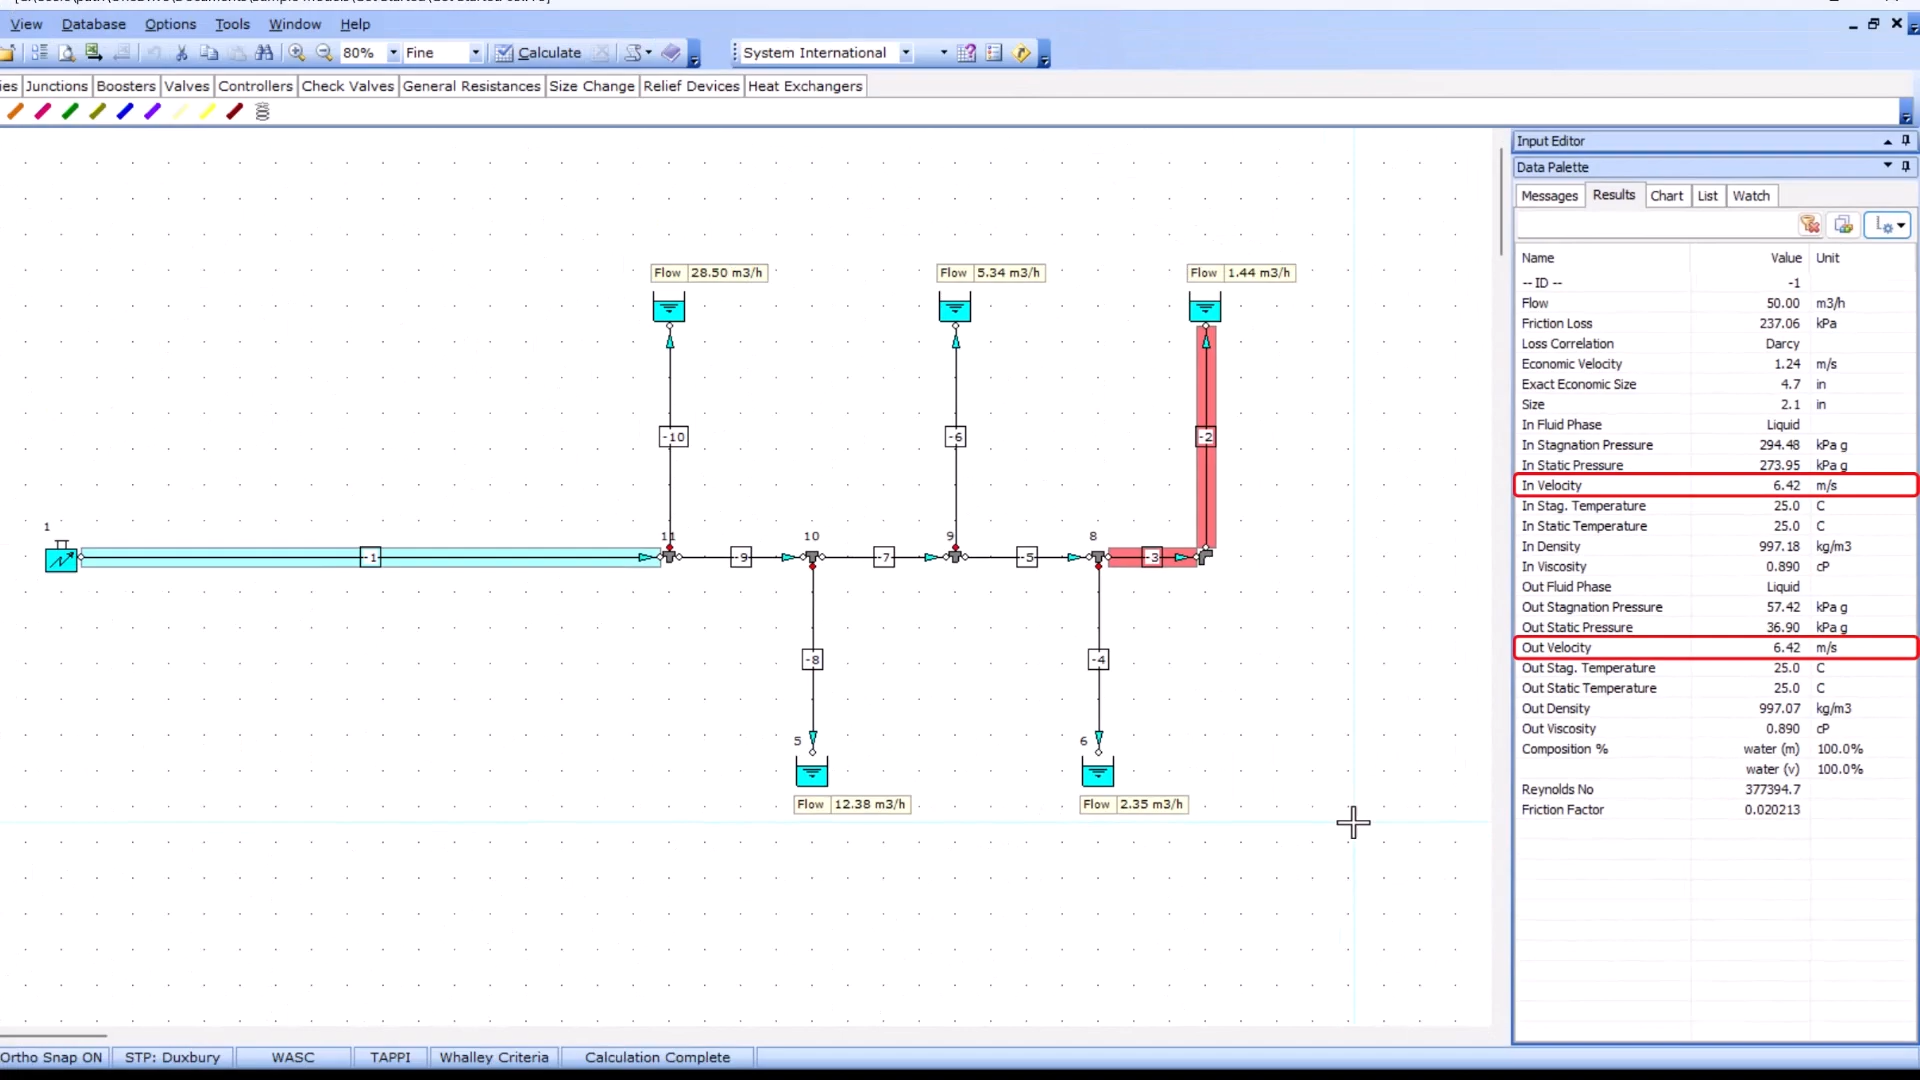 View Database Options Tools Window Help
80% Fine Calculate System International
ies Junctions Boosters Valves Controllers Check Valves General Resistances Size Change Relief Devices Heat Exchangers
Input Editor
Data Palette
Messages Results Chart List Watch
Name Value Unit
-- ID -- -1
Flow 50.00 m3/h
Friction Loss 237.06 kPa
Loss Correlation Darcy
Economic Velocity 1.24 m/s
Exact Economic Size 4.7 in
Size 2.1 in
In Fluid Phase Liquid
In Stagnation Pressure 294.48 kPa g
In Static Pressure 273.95 kPa g
In Velocity 6.42 m/s
In Stag. Temperature 25.0 C
In Static Temperature 25.0 C
In Density 997.18 kg/m3
In Viscosity 0.890 cP
Out Fluid Phase Liquid
Out Stagnation Pressure 57.42 kPa g
Out Static Pressure 36.90 kPa g
Out Velocity 6.42 m/s
Out Stag. Temperature 25.0 C
Out Static Temperature 25.0 C
Out Density 997.07 kg/m3
Out Viscosity 0.890 cP
Composition % water (m) 100.0%
water (v) 100.0%
Reynolds No 377394.7
Friction Factor 0.020213
Flow 28.50 m3/h
Flow 5.34 m3/h
Flow 1.44 m3/h
-10
-6
-2
1
11
10
9
8
-1
-9
-7
-5
-3
-8
-4
5
6
Flow 12.38 m3/h
Flow 2.35 m3/h
Ortho Snap ON STP: Duxbury WASC TAPPI Whalley Criteria Calculation Complete